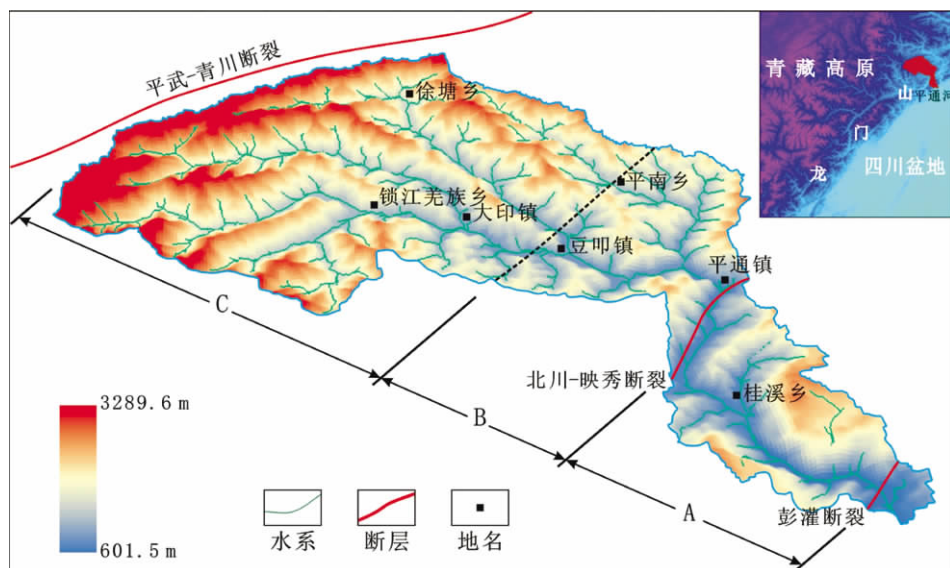 平武-青川断裂
徐塘乡
平南乡
锁江羌族乡
大印镇
豆叩镇
平通镇
C
北川-映秀断裂
桂溪乡
B
A
彭灌断裂
3289.6 m
601.5 m
水系
断层
地名
青藏高原
山
平通河
门
龙
四川盆地